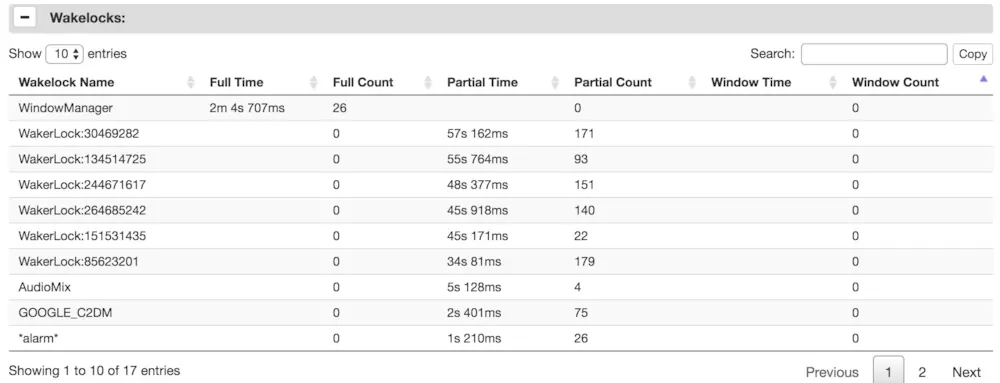 − Wakelocks:
Show 10 entries Search: Copy
Wakelock Name Full Time Full Count Partial Time Partial Count Window Time Window Count
WindowManager 2m 4s 707ms 26 0 0
WakerLock:30469282 0 57s 162ms 171 0
WakerLock:134514725 0 55s 764ms 93 0
WakerLock:244671617 0 48s 377ms 151 0
WakerLock:264685242 0 45s 918ms 140 0
WakerLock:151531435 0 45s 171ms 22 0
WakerLock:85623201 0 34s 81ms 179 0
AudioMix 0 5s 128ms 4 0
GOOGLE_C2DM 0 2s 401ms 75 0
*alarm* 0 1s 210ms 26 0
Showing 1 to 10 of 17 entries Previous 1 2 Next